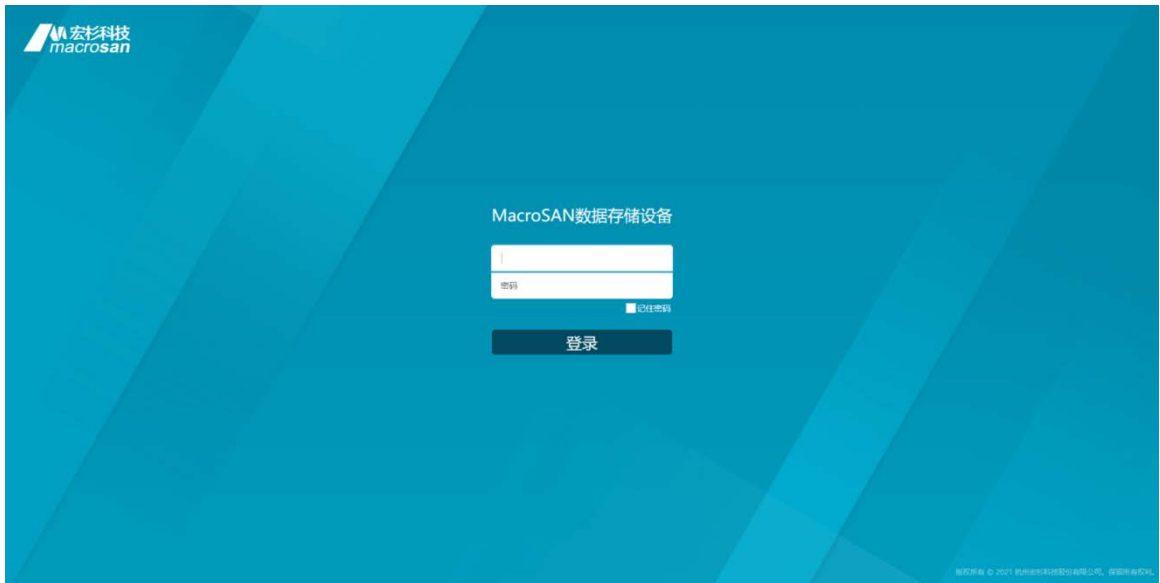 宏杉科技
macrosan
MacroSAN数据存储设备
密码
记住密码
登录
版权所有 © 2021 杭州宏杉科技股份有限公司。保留所有权利。